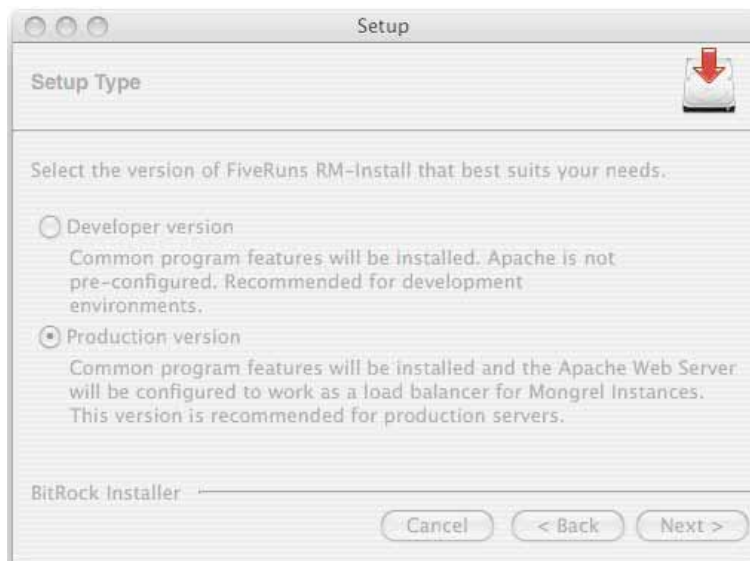 Setup
Setup Type
Select the version of FiveRuns RM-Install that best suits your needs.
Developer version
Common program features will be installed. Apache is not
pre-configured. Recommended for development
environments.
Production version
Common program features will be installed and the Apache Web Server
will be configured to work as a load balancer for Mongrel Instances.
This version is recommended for production servers.
BitRock Installer
Cancel
< Back
Next >